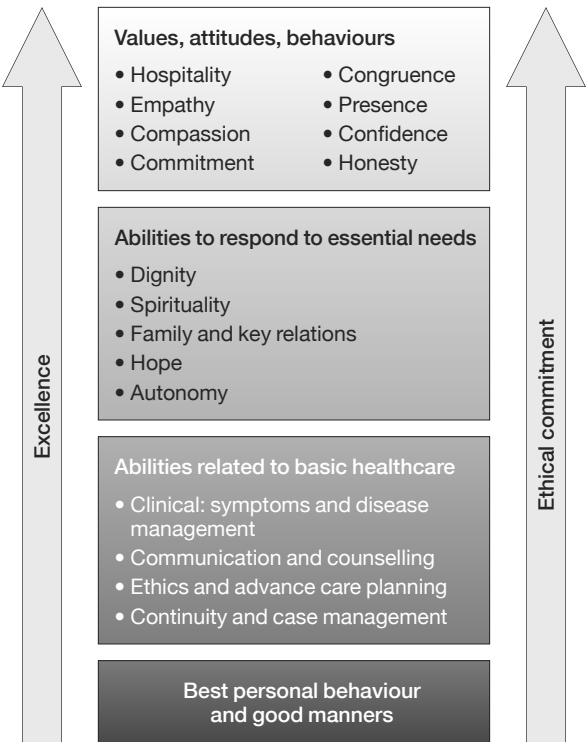 Values, attitudes, behaviours
• Hospitality
• Empathy
• Compassion
• Commitment
• Congruence
• Presence
• Confidence
• Honesty
Abilities to respond to essential needs
• Dignity
• Spirituality
• Family and key relations
• Hope
• Autonomy
Abilities related to basic healthcare
• Clinical: symptoms and disease
management
• Communication and counselling
• Ethics and advance care planning
• Continuity and case management
Best personal behaviour
and good manners
Excellence
Ethical commitment